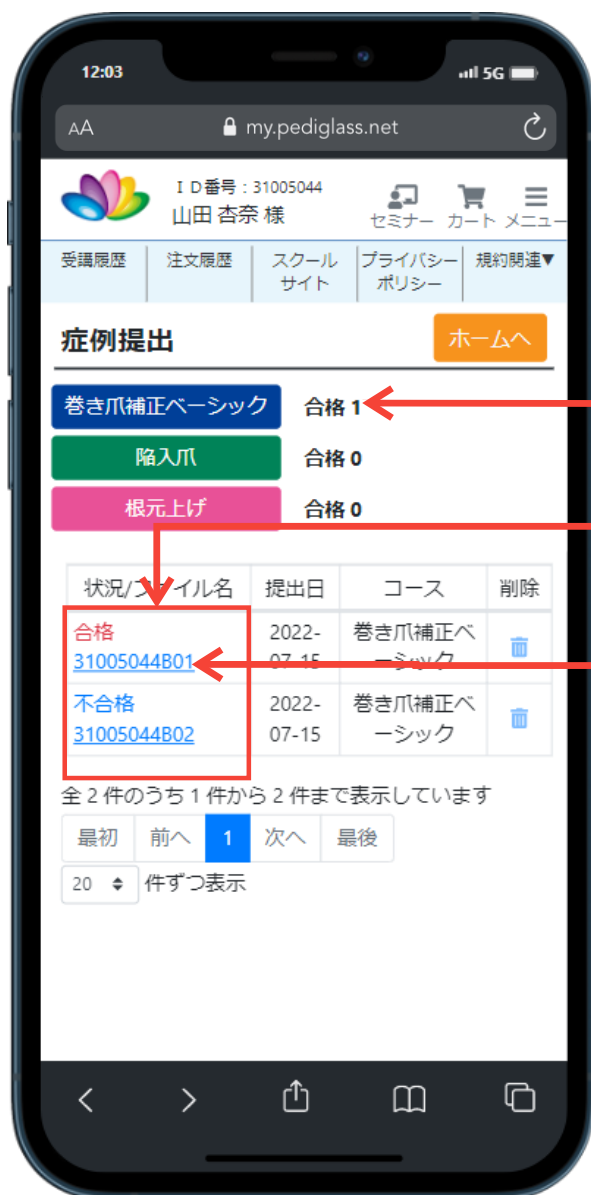 12:03
5G
AA my.pediglass.net
ＩＤ番号：31005044
山田 杏奈 様
セミナー カート メニュー
受講履歴 注文履歴 スクール プライバシー 規約関連▼
サイト ポリシー
症例提出 ホームへ
巻き爪補正ベーシック 合格 1
陥入爪 合格 0
根元上げ 合格 0
状況/ファイル名 提出日 コース 削除
合格 2022- 巻き爪補正ベ
31005044B01 07-15 ーシック
不合格 2022- 巻き爪補正ベ
31005044B02 07-15 ーシック
全 2 件のうち 1 件から 2 件まで表示しています
最初 前へ 1 次へ 最後
20 件ずつ表示